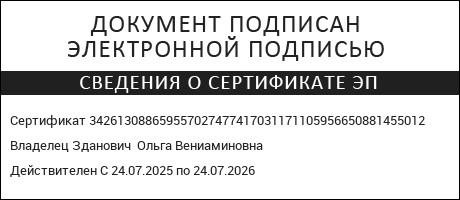 ДОКУМЕНТ ПОДПИСАН
ЭЛЕКТРОННОЙ ПОДПИСЬЮ
СВЕДЕНИЯ О СЕРТИФИКАТЕ ЭП
Сертификат 342613088659557027477417031171105956650881455012
Владелец Зданович Ольга Вениаминовна
Действителен С 24.07.2025 по 24.07.2026